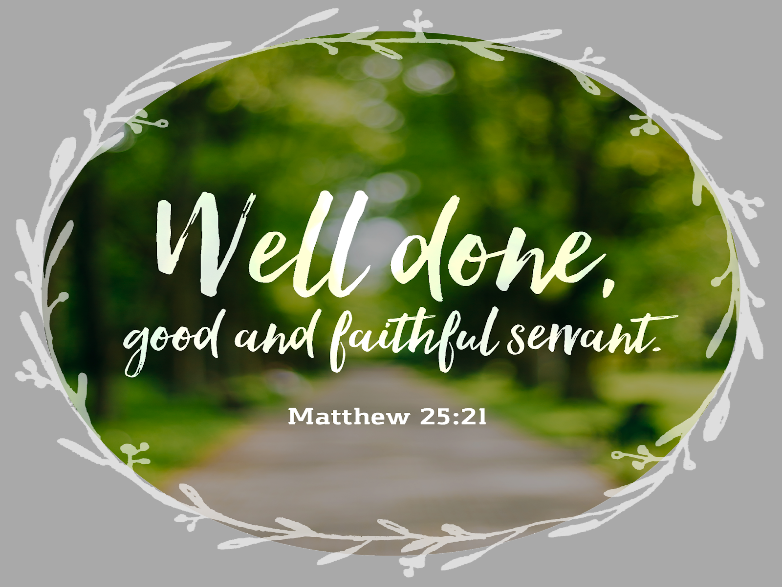 Well done,
good and faithful servant.
Matthew 25:21